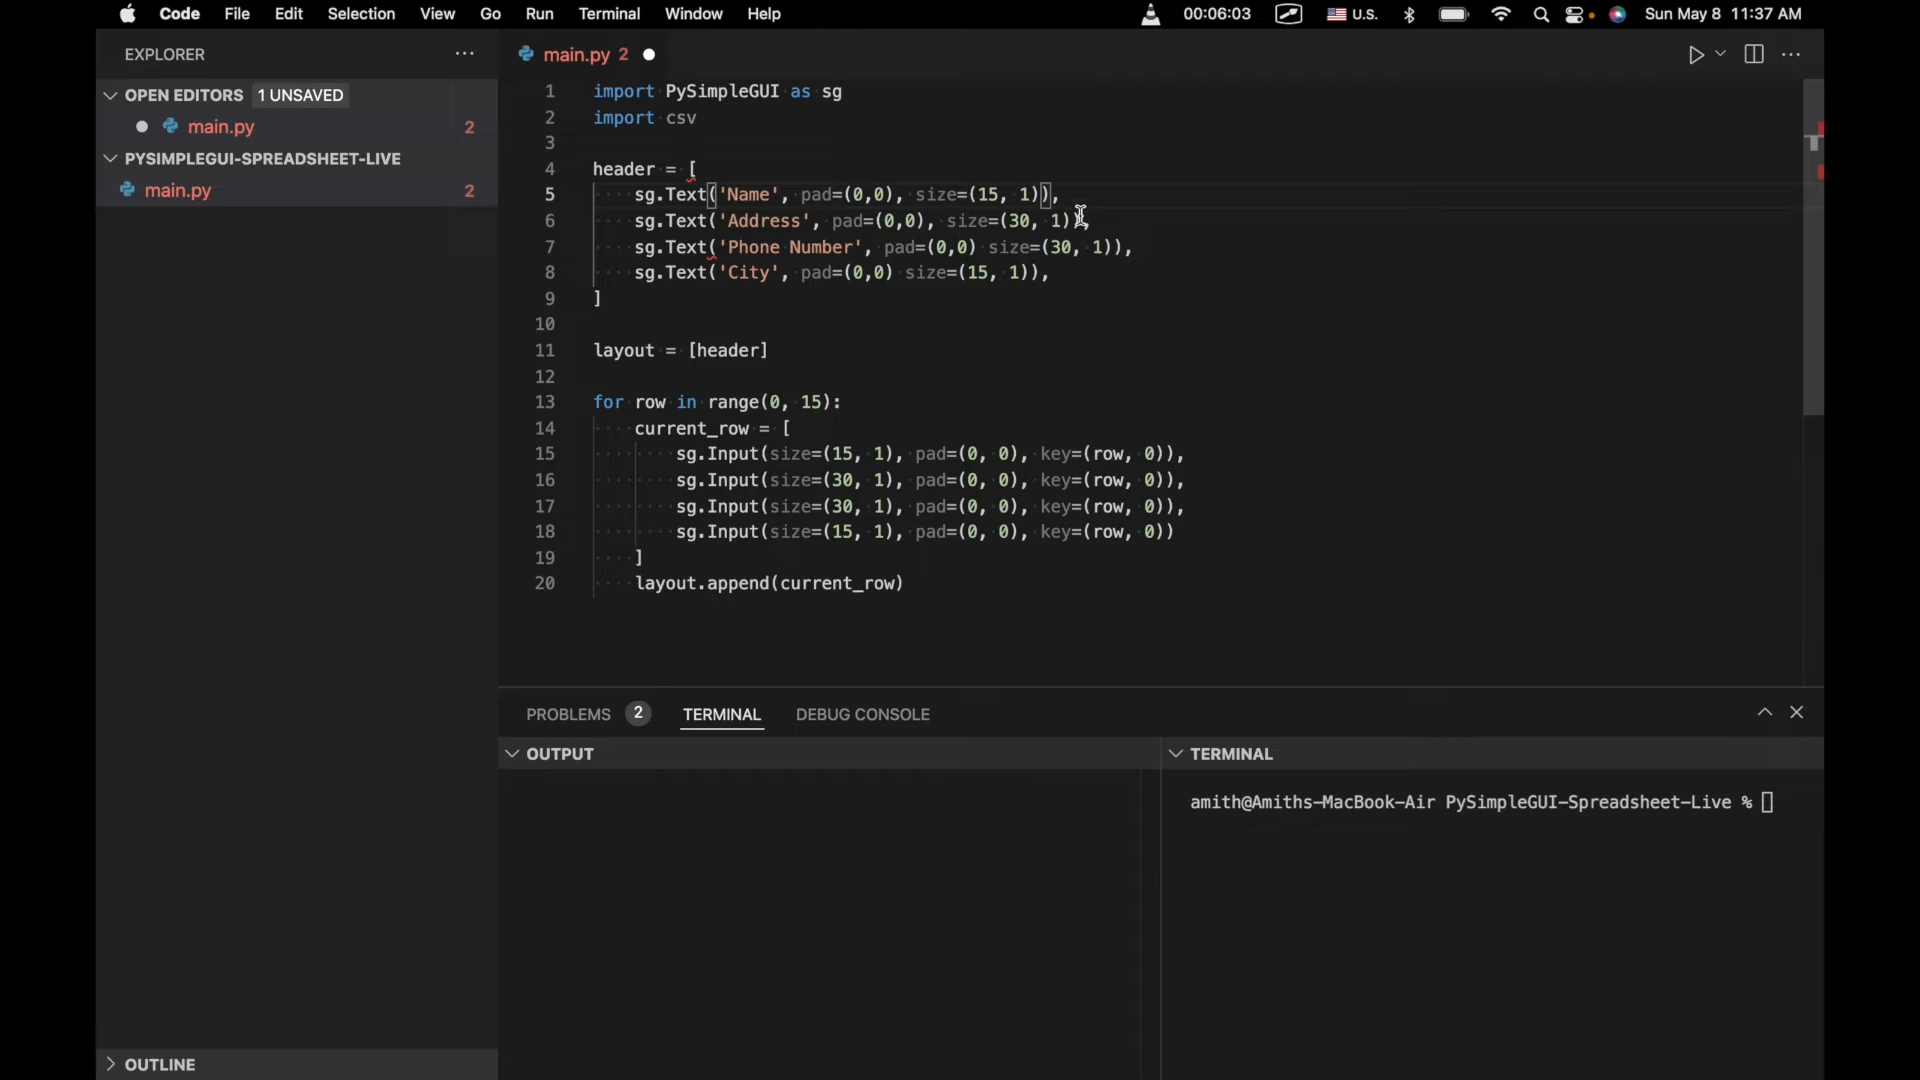 Code File Edit Selection View Go Run Terminal Window Help 00:06:03 U.S. Sun May 8 11:37 AM
EXPLORER
OPEN EDITORS 1 UNSAVED
main.py 2
PYSIMPLEGUI-SPREADSHEET-LIVE
main.py 2
OUTLINE
main.py 2
1 import PySimpleGUI as sg
2 import csv
3
4 header = [
5 sg.Text('Name', pad=(0,0), size=(15, 1)),
6 sg.Text('Address', pad=(0,0), size=(30, 1)),
7 sg.Text('Phone Number', pad=(0,0) size=(30, 1)),
8 sg.Text('City', pad=(0,0) size=(15, 1)),
9 ]
10
11 layout = [header]
12
13 for row in range(0, 15):
14 current_row = [
15 sg.Input(size=(15, 1), pad=(0, 0), key=(row, 0)),
16 sg.Input(size=(30, 1), pad=(0, 0), key=(row, 0)),
17 sg.Input(size=(30, 1), pad=(0, 0), key=(row, 0)),
18 sg.Input(size=(15, 1), pad=(0, 0), key=(row, 0))
19 ]
20 layout.append(current_row)
PROBLEMS 2 TERMINAL DEBUG CONSOLE
OUTPUT
TERMINAL
amith@Amiths-MacBook-Air PySimpleGUI-Spreadsheet-Live %